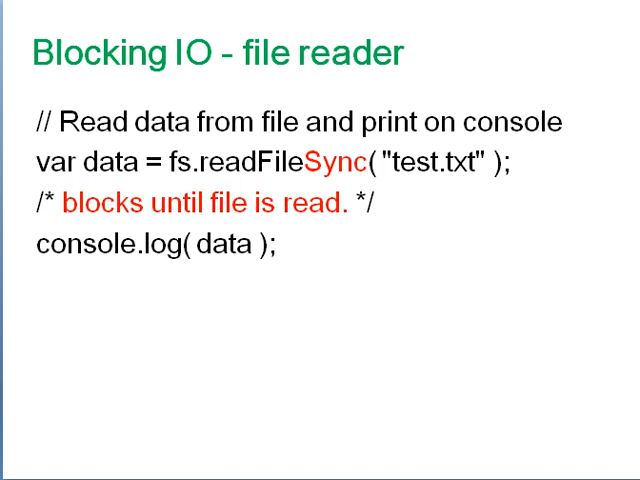 Blocking IO - file reader
// Read data from file and print on console
var data = fs.readFileSync( "test.txt" );
/* blocks until file is read. */
console.log( data );